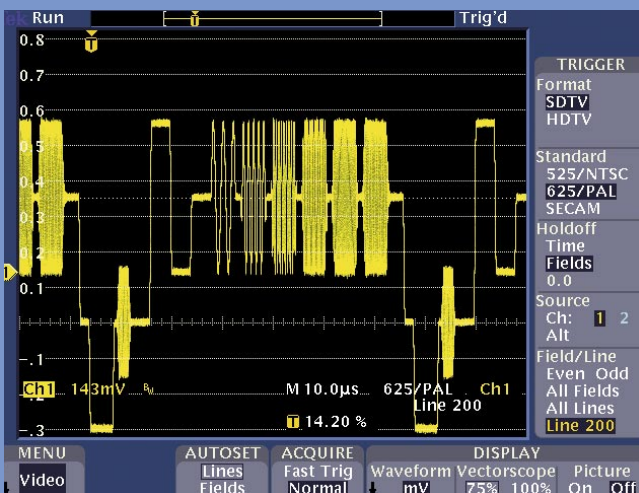 ek Run Trig'd
T
T
0.8
0.7
0.6
0.4
0.3
0.2
1
0.1
-.1
-.3
Ch1 143mV Bw M 10.0µs 625/PAL Ch1
Line 200
T 14.20 %
TRIGGER
Format
SDTV
HDTV
Standard
525/NTSC
625/PAL
SECAM
Holdoff
Time
Fields
0.0
Source
Ch: 1 2
Alt
Field/Line
Even Odd
All Fields
All Lines
Line 200
MENU
Video
AUTOSET
Lines
Fields
ACQUIRE
Fast Trig
Normal
DISPLAY
Waveform
mV
Vectorscope
75% 100%
Picture
On Off